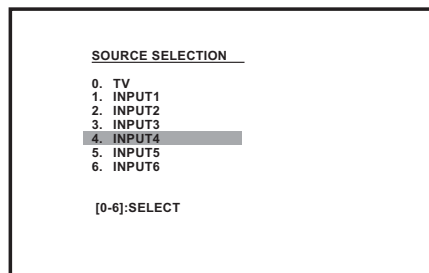 SOURCE SELECTION
0. TV
1. INPUT1
2. INPUT2
3. INPUT3
4. INPUT4
5. INPUT5
6. INPUT6
[0-6]:SELECT